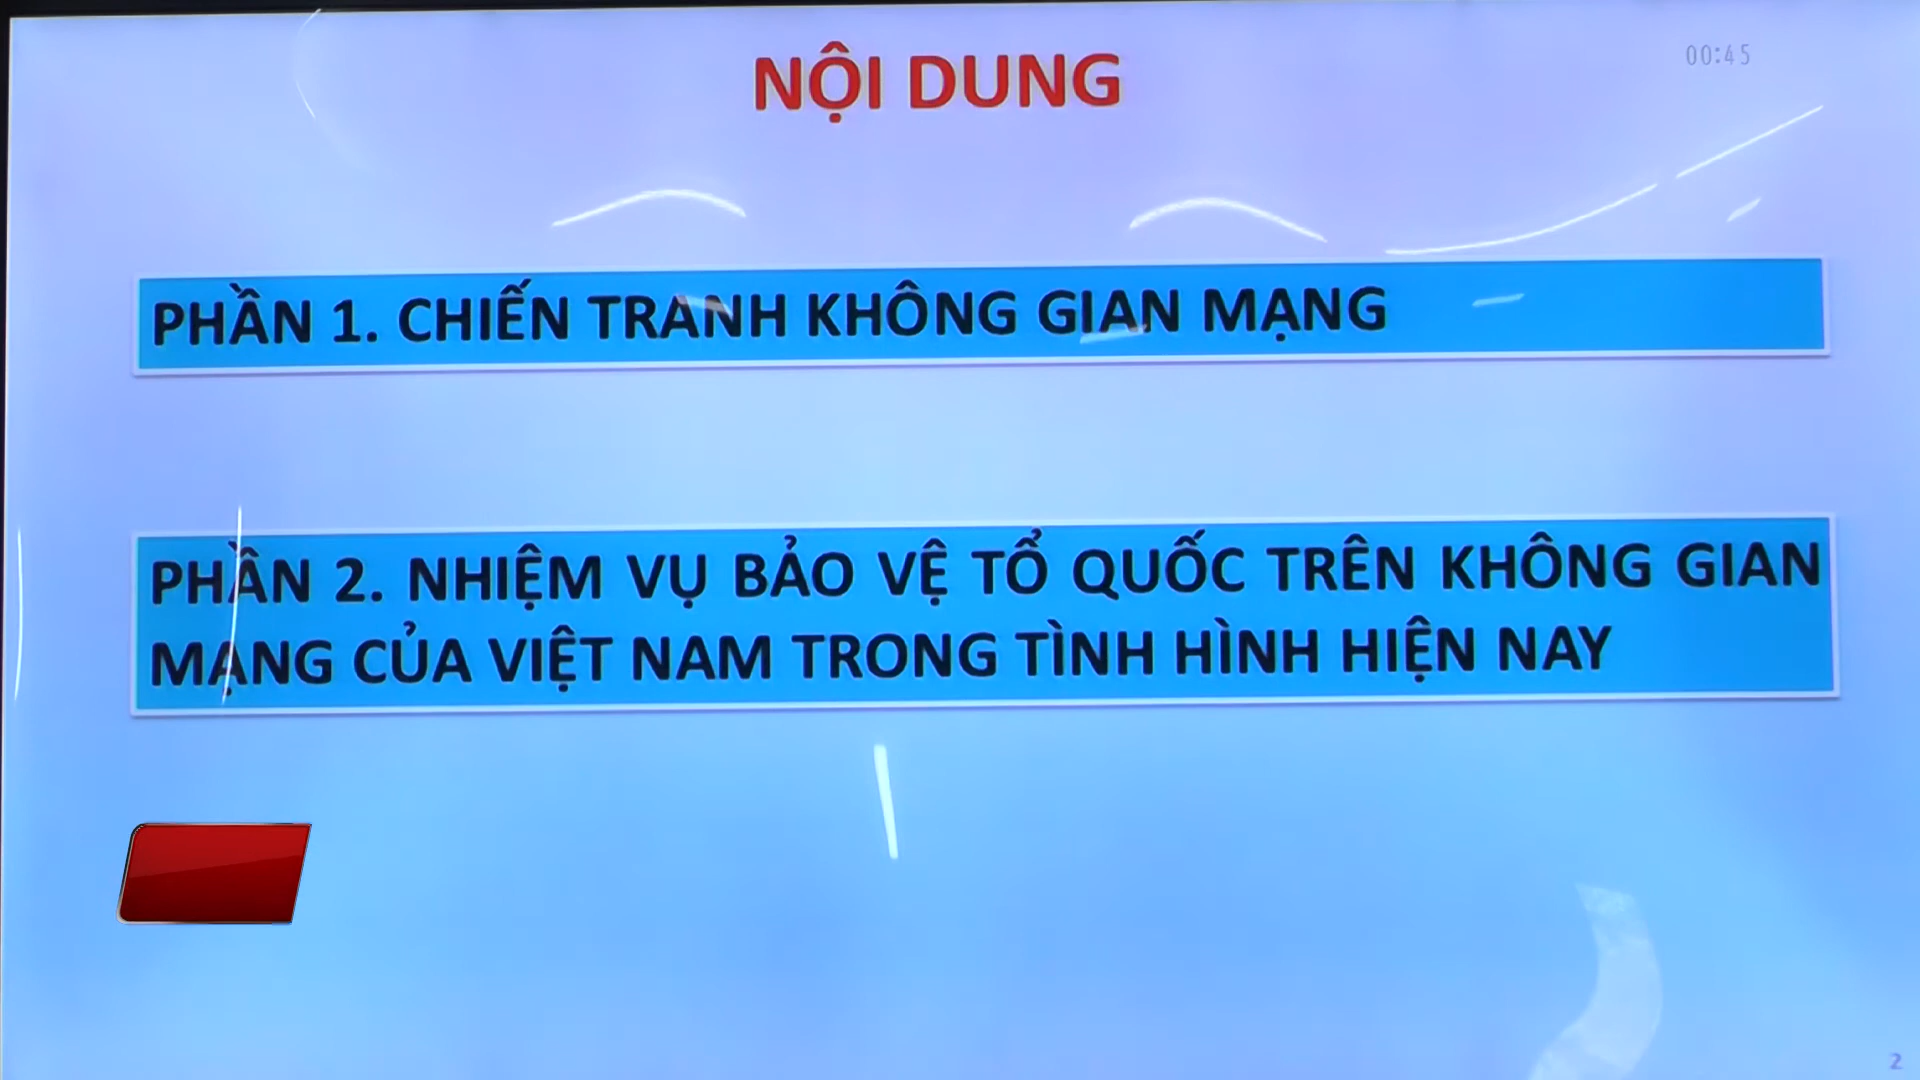 00:45
NỘI DUNG
PHẦN 1. CHIẾN TRANH KHÔNG GIAN MẠNG
PHẦN 2. NHIỆM VỤ BẢO VỆ TỔ QUỐC TRÊN KHÔNG GIAN
MẠNG CỦA VIỆT NAM TRONG TÌNH HÌNH HIỆN NAY
2